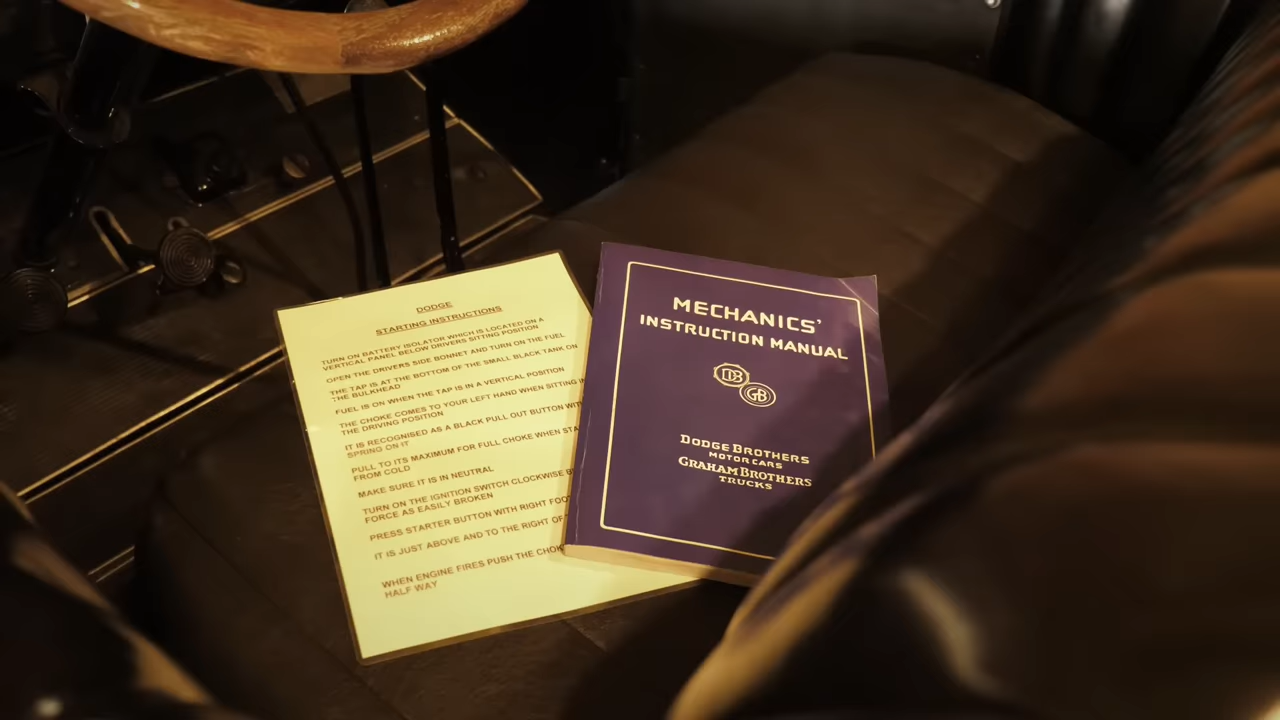 DODGE
STARTING INSTRUCTIONS
TURN ON BATTERY ISOLATOR WHICH IS LOCATED ON A
VERTICAL PANEL BELOW DRIVERS SITTING POSITION
OPEN THE DRIVERS SIDE BONNET AND TURN ON THE FUEL
THE TAP IS AT THE BOTTOM OF THE SMALL BLACK TANK ON
THE BULKHEAD
FUEL IS ON WHEN THE TAP IS IN A VERTICAL POSITION
THE CHOKE COMES TO YOUR LEFT HAND WHEN SITTING
THE DRIVING POSITION
IT IS RECOGNISED AS A BLACK PULL OUT BUTTON
SPRING ON IT
PULL TO ITS MAXIMUM FOR FULL CHOKE WHEN
FROM COLD
MAKE SURE IT IS IN NEUTRAL
TURN ON THE IGNITION SWITCH CLOCKWISE
FORCE AS EASILY BROKEN
PRESS STARTER BUTTON WITH RIGHT
IT IS JUST ABOVE AND TO THE RIGHT OF
WHEN ENGINE FIRES PUSH THE
HALF WAY
MECHANICS'
INSTRUCTION MANUAL
DB
GB
DODGE BROTHERS
MOTOR CARS
GRAHAM BROTHERS
TRUCKS